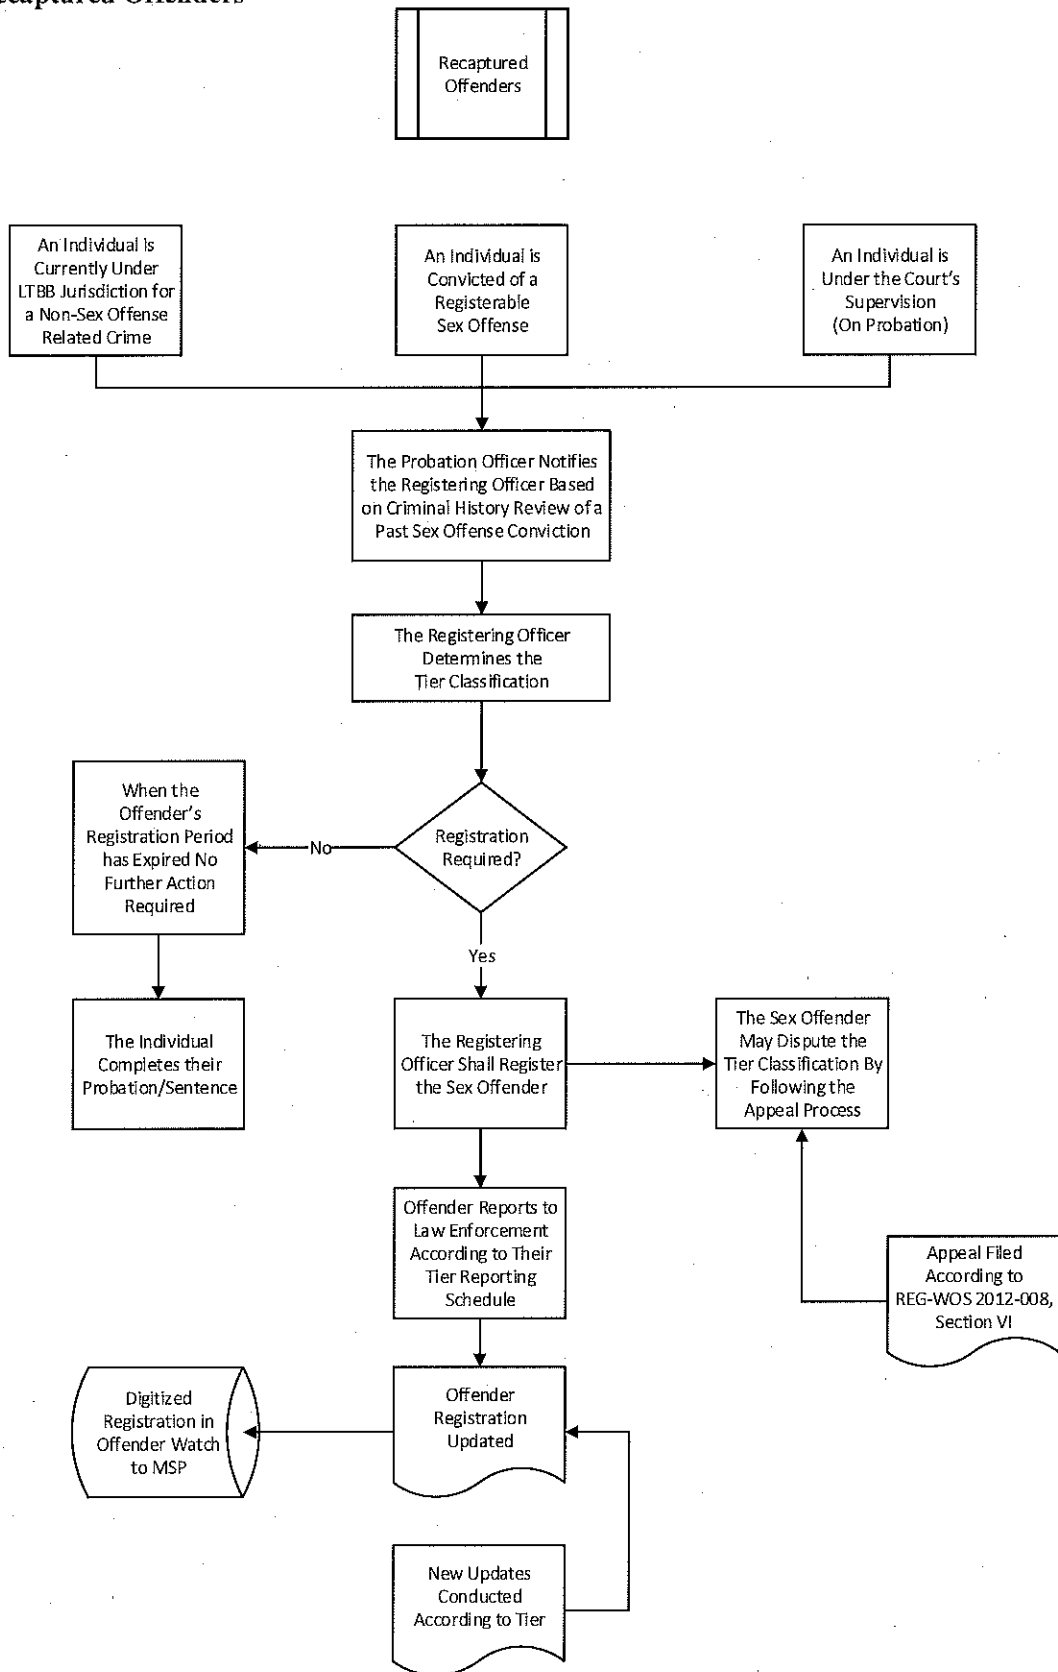 Recaptured
Offenders
An Individual is
Currently Under
LTBB Jurisdiction for
a Non-Sex Offense
Related Crime
An Individual is
Convicted of a
Registerable
Sex Offense
An Individual is
Under the Court's
Supervision
(On Probation)
The Probation Officer Notifies
the Registering Officer Based
on Criminal History Review of a
Past Sex Offense Conviction
The Registering Officer
Determines the
Tier Classification
When the
Offender's
Registration Period
has Expired No
Further Action
Required
No
Registration
Required?
Yes
The Individual
Completes their
Probation/Sentence
The Registering
Officer Shall Register
the Sex Offender
The Sex Offender
May Dispute the
Tier Classification By
Following the
Appeal Process
Offender Reports to
Law Enforcement
According to Their
Tier Reporting
Schedule
Appeal Filed
According to
REG-WOS 2012-008,
Section VI
Digitized
Registration in
Offender Watch
to MSP
Offender
Registration
Updated
New Updates
Conducted
According to Tier